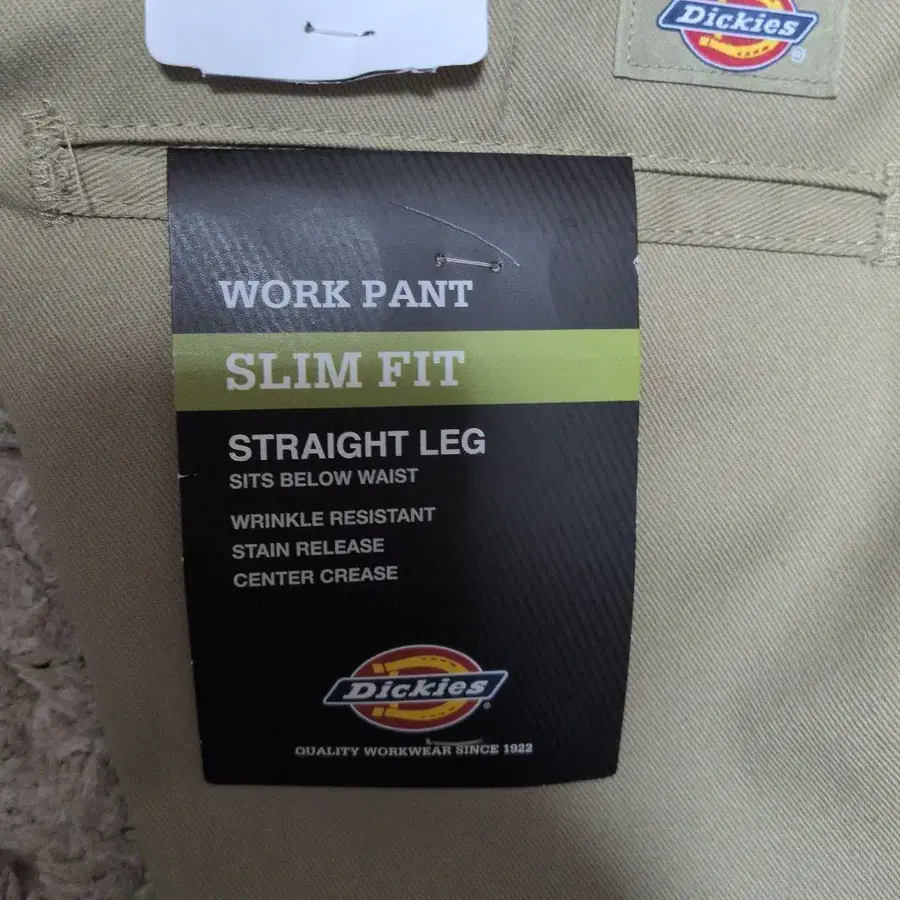 Dickies
WORK PANT
SLIM FIT
STRAIGHT LEG
SITS BELOW WAIST
WRINKLE RESISTANT
STAIN RELEASE
CENTER CREASE
Dickies
QUALITY WORKWEAR SINCE 1922